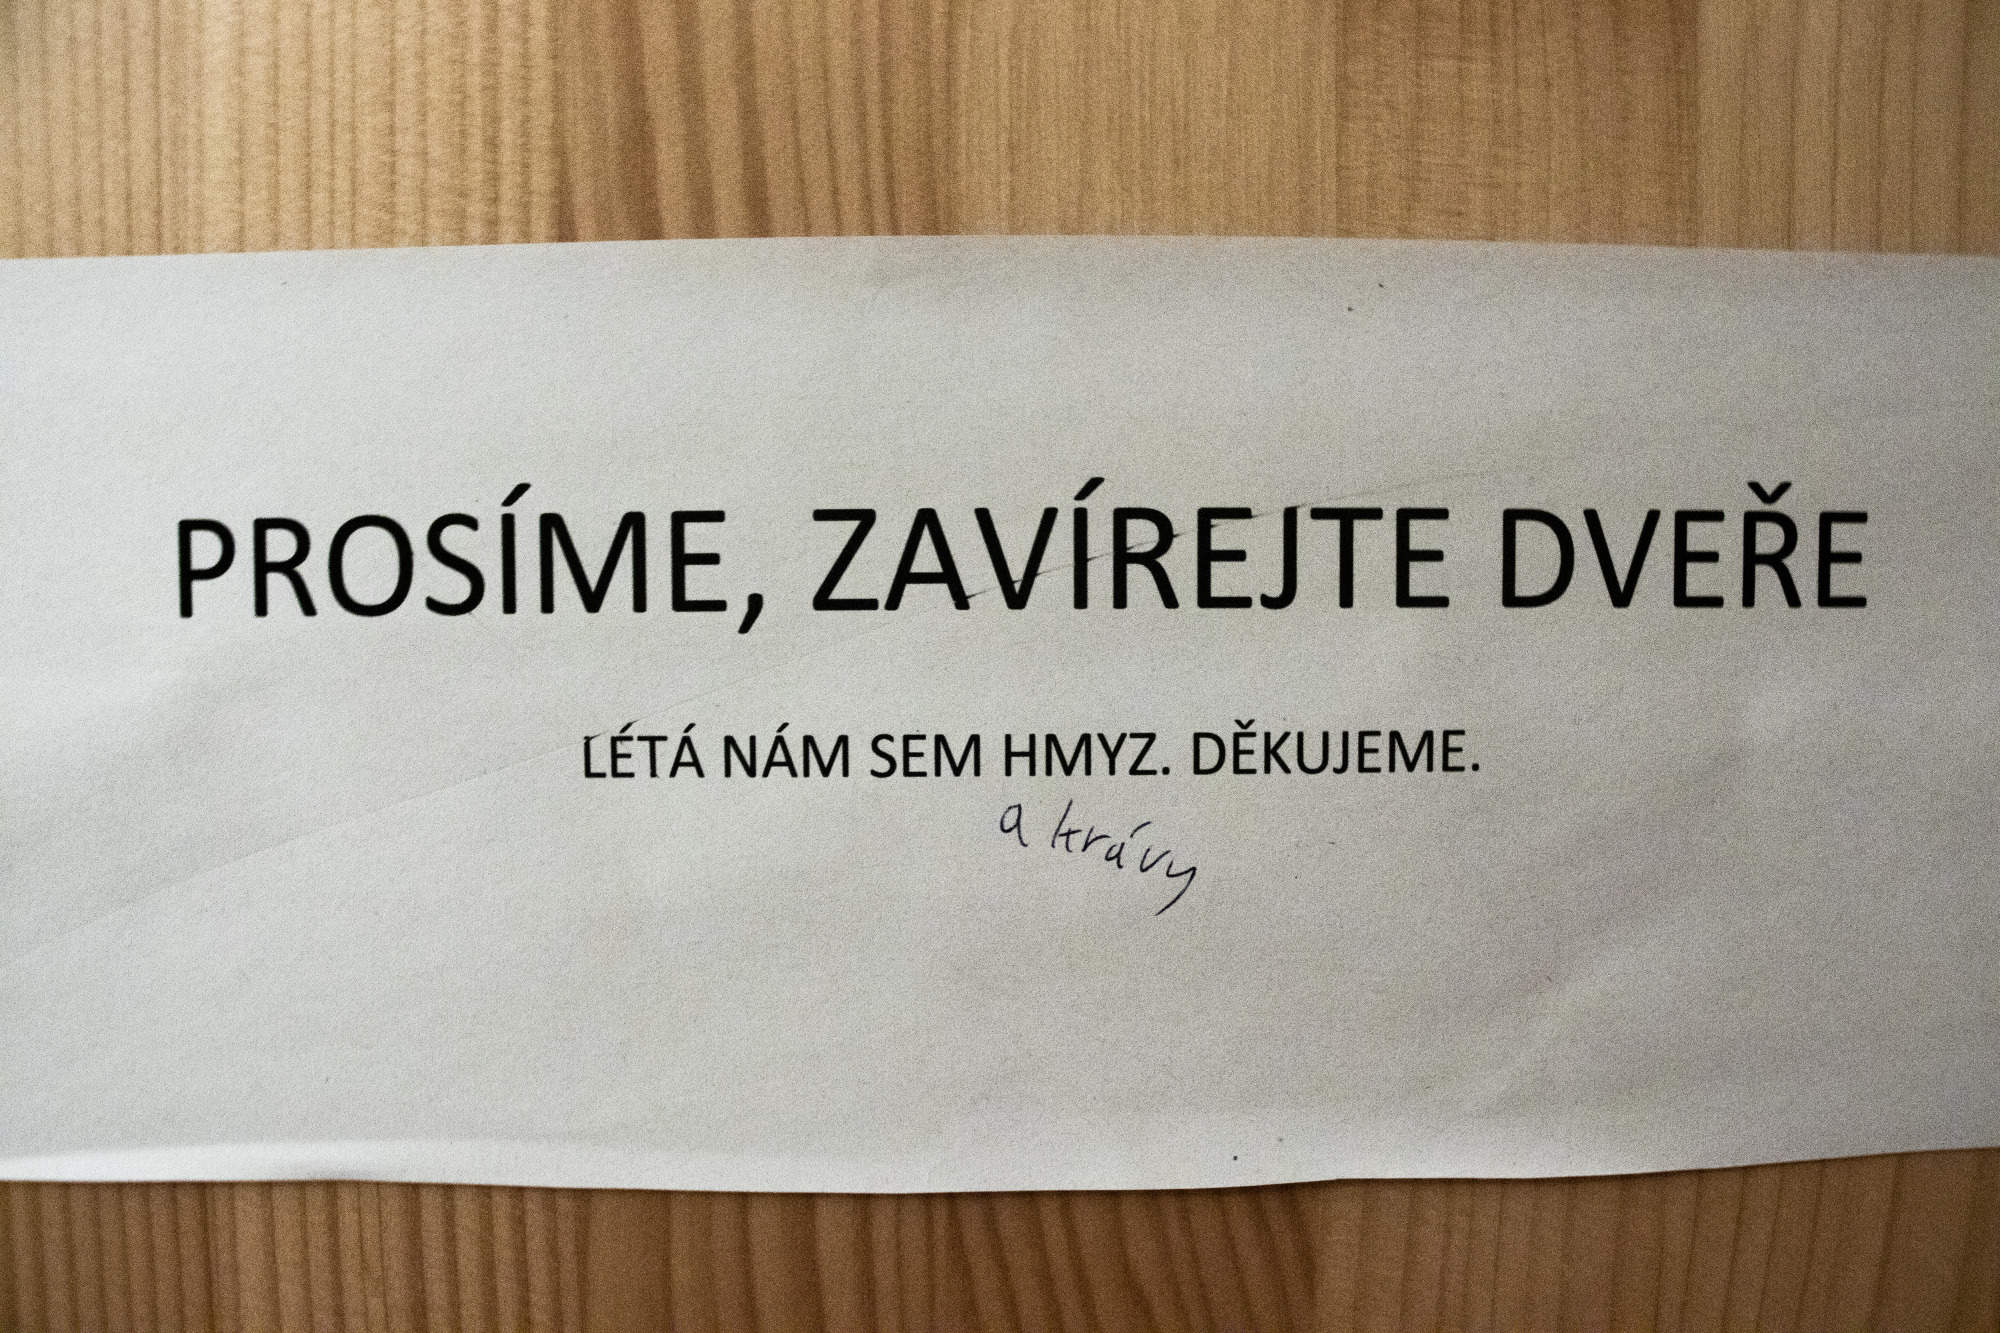 PROSÍME, ZAVÍREJTE DVEŘE
LÉTÁ NÁM SEM HMYZ. DĚKUJEME.
a krávy